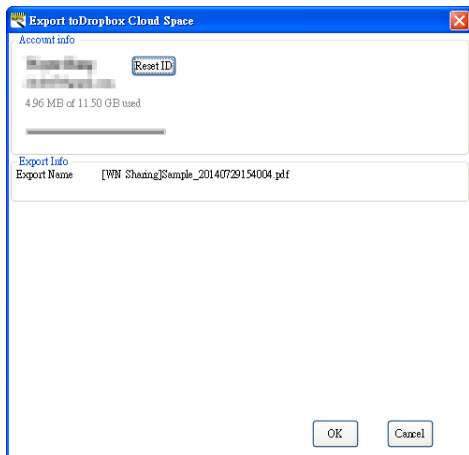 Export toDropbox Cloud Space
Account info
Reset ID
4.96 MB of 11.50 GB used
Export Info
Export Name [WN Sharing]Sample_20140729154004.pdf
OK Cancel